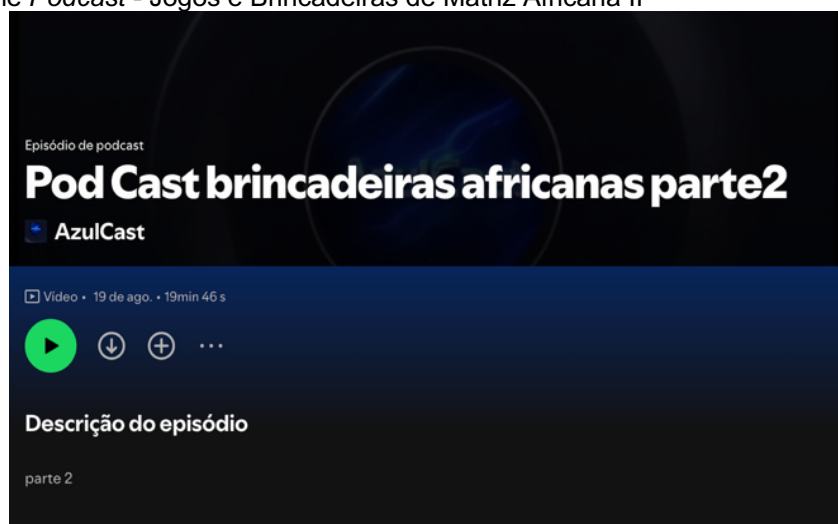 Podcast - Jogos e Brincadeiras de Matriz Africana II
Episódio de podcast
Pod Cast brincadeiras africanas parte2
AzulCast
Vídeo • 19 de ago. • 19min 46 s
Descrição do episódio
parte 2